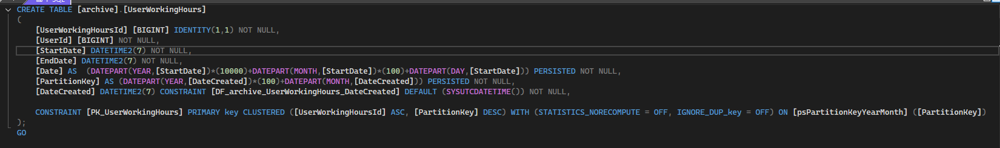 CREATE TABLE [archive].[UserWorkingHours]
(
    [UserWorkingHoursId] [BIGINT] IDENTITY(1,1) NOT NULL,
    [UserId] [BIGINT] NOT NULL,
    [StartDate] DATETIME2(7) NOT NULL,
    [EndDate] DATETIME2(7) NOT NULL,
    [Date] AS  (DATEPART(YEAR,[StartDate])*(10000)+DATEPART(MONTH,[StartDate])*(100)+DATEPART(DAY,[StartDate])) PERSISTED NOT NULL,
    [PartitionKey] AS (DATEPART(YEAR,[DateCreated])*(100)+DATEPART(MONTH,[DateCreated])) PERSISTED NOT NULL,
    [DateCreated] DATETIME2(7) CONSTRAINT [DF_archive_UserWorkingHours_DateCreated] DEFAULT (SYSUTCDATETIME()) NOT NULL,
    CONSTRAINT [PK_UserWorkingHours] PRIMARY key CLUSTERED ([UserWorkingHoursId] ASC, [PartitionKey] DESC) WITH (STATISTICS_NORECOMPUTE = OFF, IGNORE_DUP_key = OFF) ON [psPartitionKeyYearMonth] ([PartitionKey])
);
GO